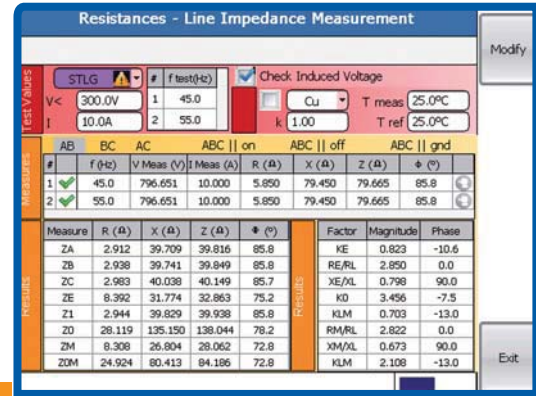 Resistances - Line Impedance Measurement
Modify
Test Values
STLG # f test(Hz) Check Induced Voltage
V< 300.0V 1 45.0 Cu T meas 25.0ºC
I 10.0A 2 55.0 k 1.00 T ref 25.0ºC
Measures
AB BC AC ABC || on ABC || off ABC || gnd
# f (Hz) V Meas (V) I Meas (A) R (Ω) X (Ω) Z (Ω) Φ (º)
1 45.0 796.651 10.000 5.850 79.450 79.665 85.8
2 55.0 796.651 10.000 5.850 79.450 79.665 85.8
Results
Measure R (Ω) X (Ω) Z (Ω) Φ (º)
ZA 2.912 39.709 39.816 85.8
ZB 2.938 39.741 39.849 85.8
ZC 2.983 40.038 40.149 85.7
ZE 8.392 31.774 32.863 75.2
Z1 2.944 39.829 39.938 85.8
Z0 28.119 135.150 138.044 78.2
ZM 8.308 26.804 28.062 72.8
Z0M 24.924 80.413 84.186 72.8
Results
Factor Magnitude Phase
KE 0.823 -10.6
RE/RL 2.850 0.0
XE/XL 0.798 90.0
K0 3.456 -7.5
KLM 0.703 -13.0
RM/RL 2.822 0.0
XM/XL 0.673 90.0
KLM 2.108 -13.0
Exit